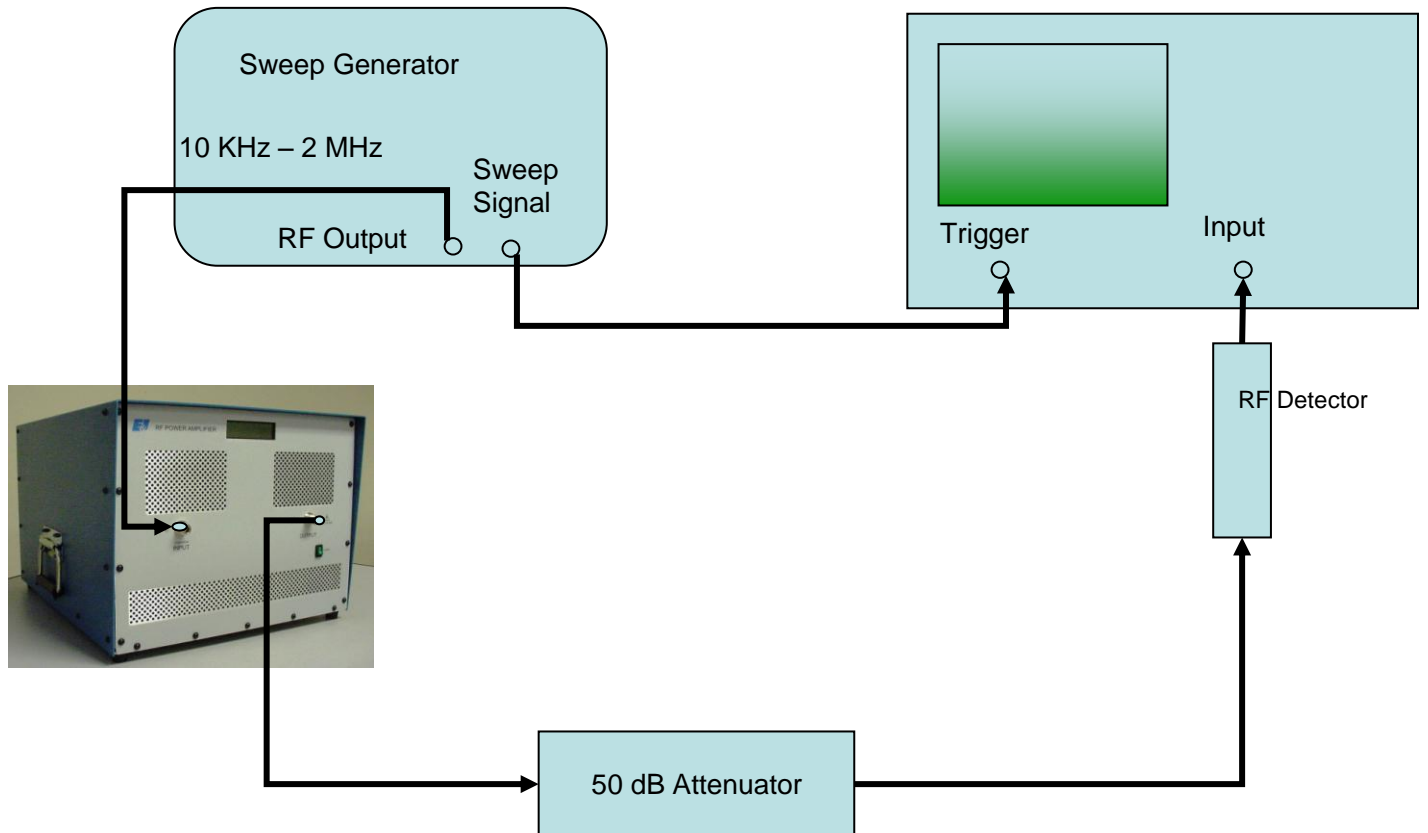 Sweep Generator
10 KHz – 2 MHz
Sweep
Signal
RF Output
Trigger
Input
RF Detector
RF POWER AMPLIFIER
INPUT
OUTPUT
50 dB Attenuator